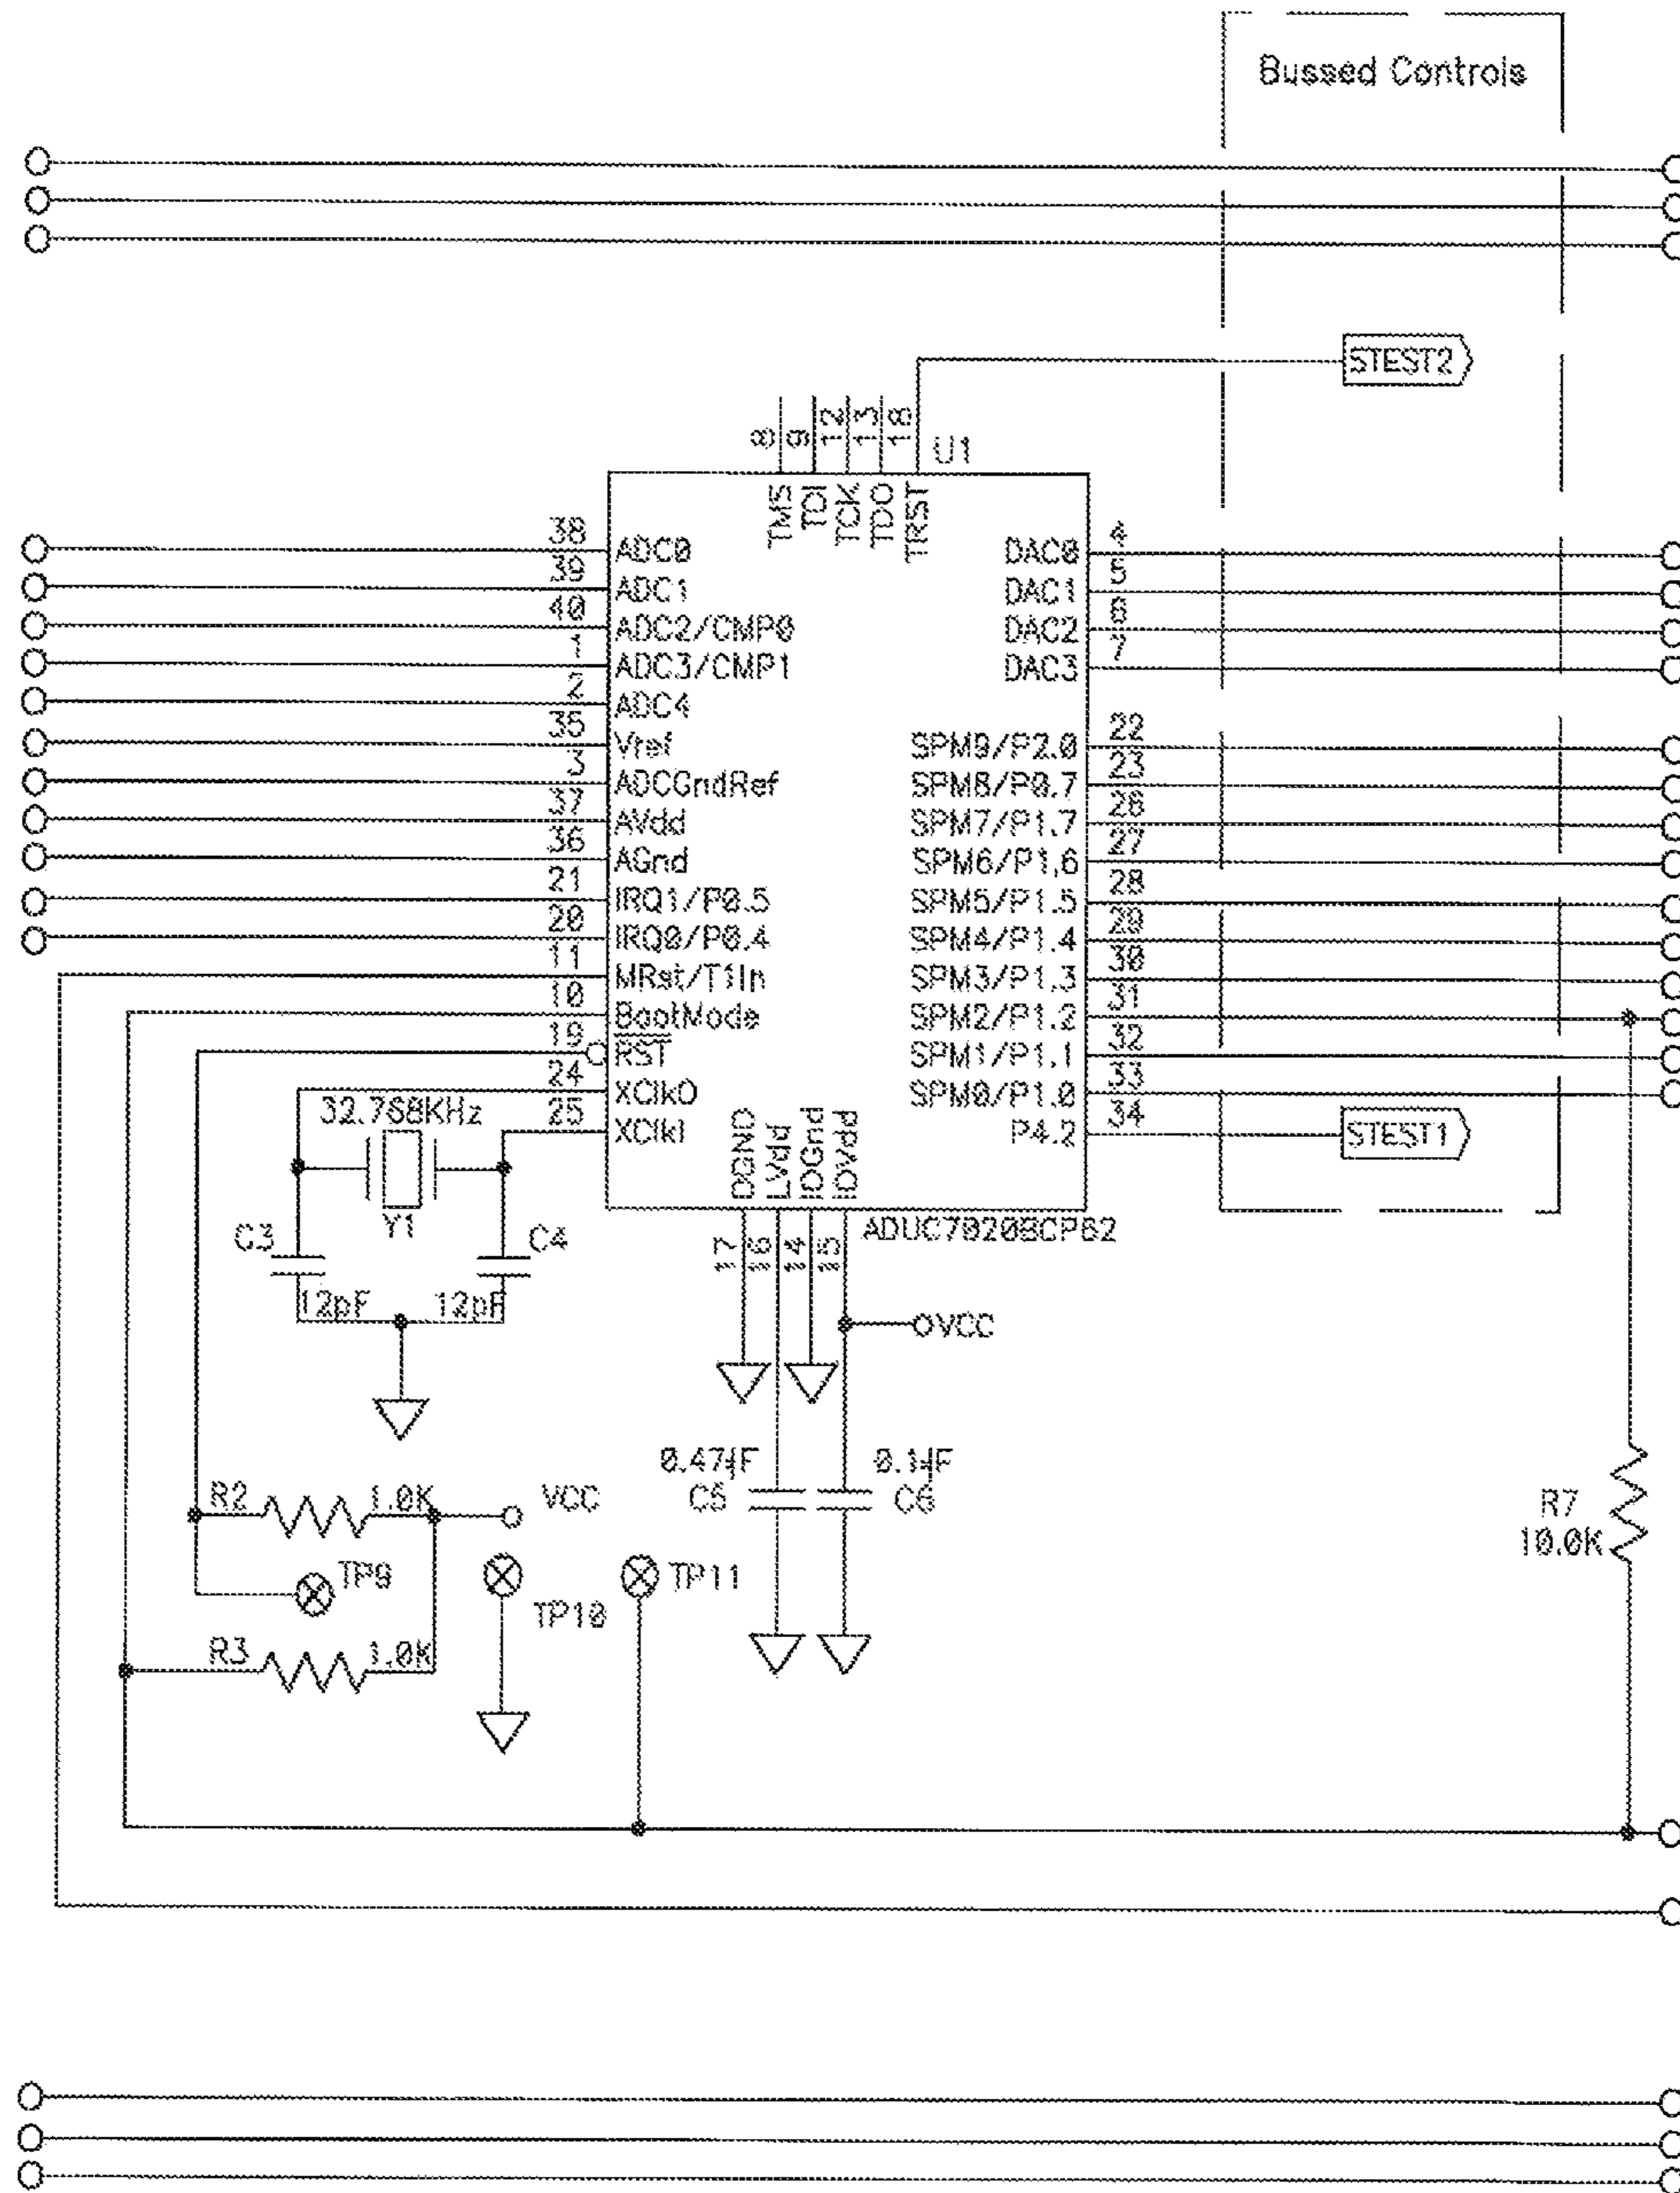 Bussed Controls
STEST2
8
9
12
13
18
U1
TMS
TDI
TCK
TDO
TRST
38
ADC0
39
ADC1
40
ADC2/CMP0
1
ADC3/CMP1
2
ADC4
35
Vref
3
ADCGndRef
37
AVdd
36
AGnd
21
IRQ1/P0.5
20
IRQ0/P0.4
11
MRst/T1In
10
BootMode
19
RST
24
XClkO
25
XClkI
DAC0
4
DAC1
5
DAC2
6
DAC3
7
SPM9/P2.0
22
SPM8/P0.7
23
SPM7/P1.7
26
SPM6/P1.6
27
SPM5/P1.5
28
SPM4/P1.4
29
SPM3/P1.3
30
SPM2/P1.2
31
SPM1/P1.1
32
SPM0/P1.0
33
P4.2
34
STEST1
DGND
LVdd
IOGnd
IOVdd
17
16
14
15
ADUC7020BCP62
32.768KHz
Y1
C3
12pF
C4
12pF
VCC
C5
C6
R2
1.0K
VCC
TP9
TP10
TP11
R3
1.0K
R7
10.0K